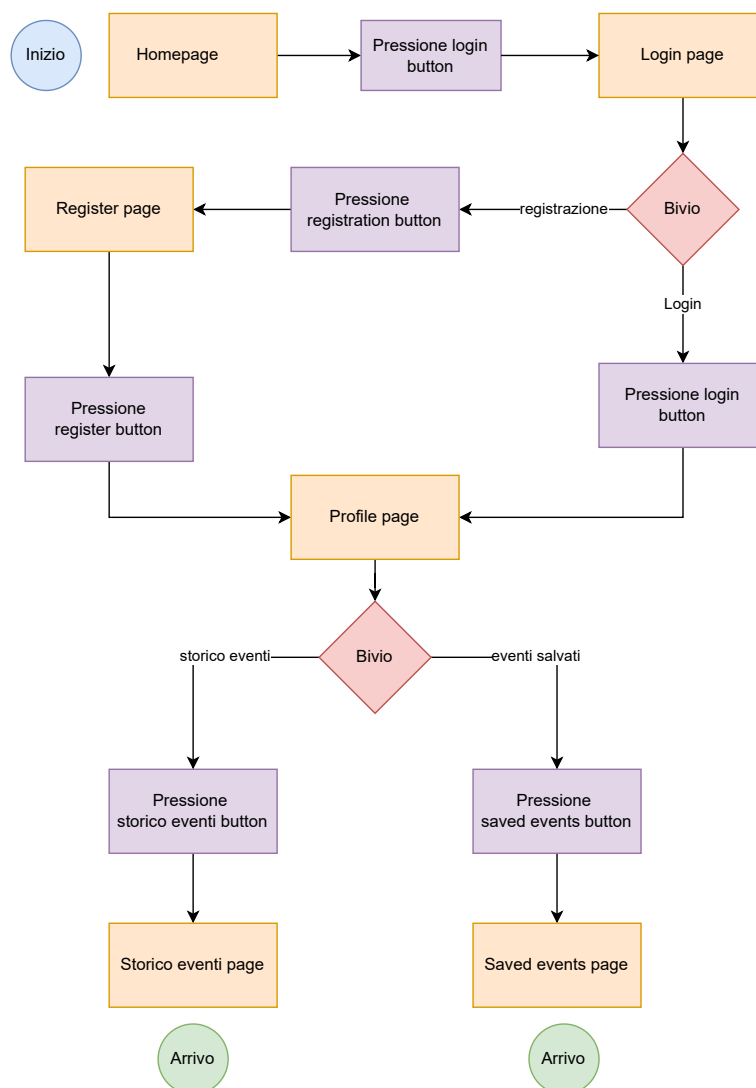 Inizio
Homepage
Pressione login
button
Login page
Register page
Pressione
registration button
registrazione
Bivio
Login
Pressione
register button
Pressione login
button
Profile page
storico eventi
Bivio
eventi salvati
Pressione
storico eventi button
Pressione
saved events button
Storico eventi page
Saved events page
Arrivo
Arrivo